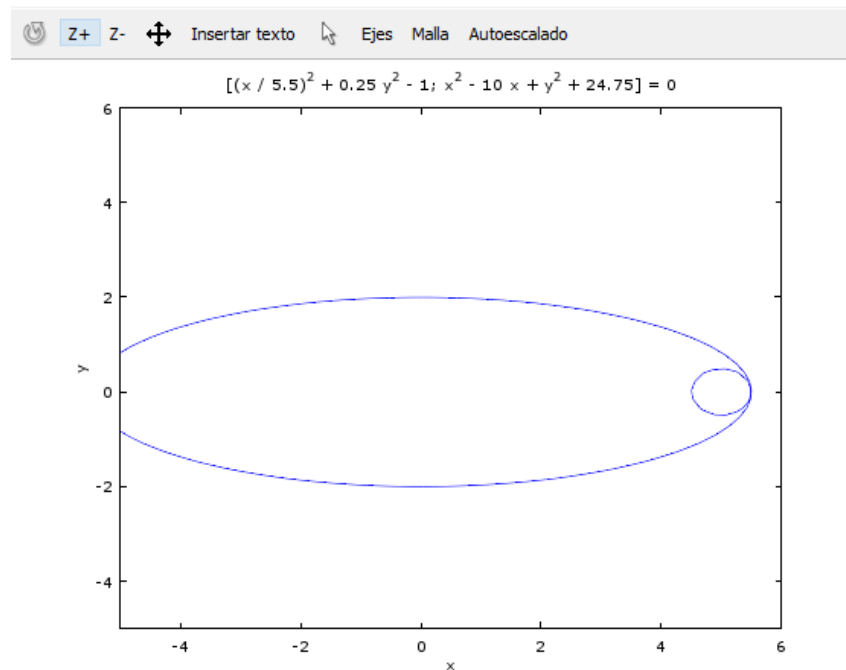 Z+ Z- Insertar texto Ejes Malla Autoescalado
[(x / 5.5)² + 0.25 y² - 1; x² - 10 x + y² + 24.75] = 0
6
4
2
0
-2
-4
y
-4 -2 0 2 4 6
x